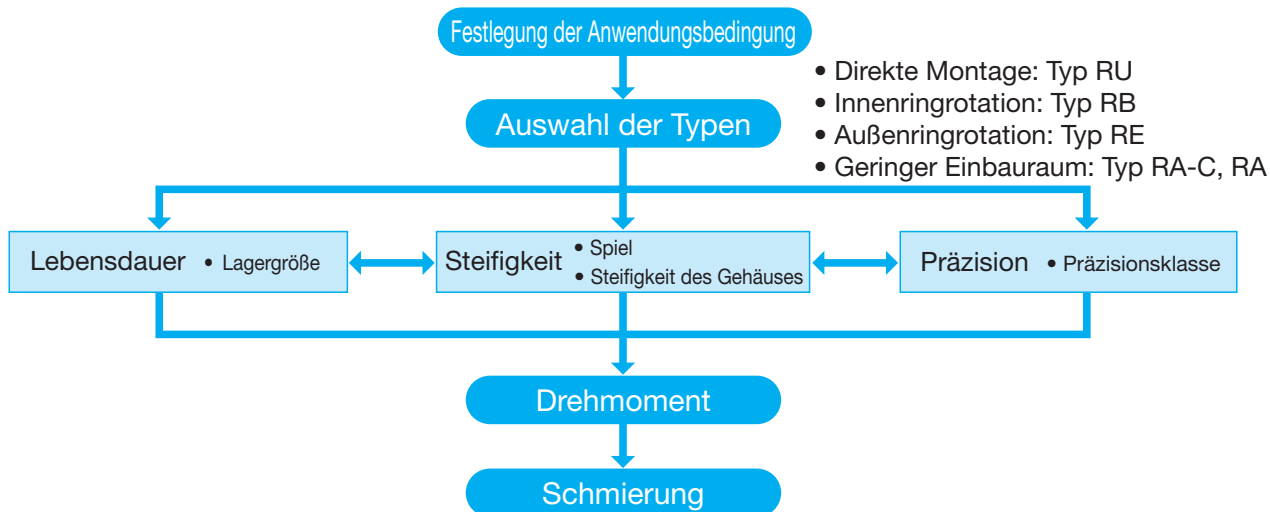 Festlegung der Anwendungsbedingung
• Direkte Montage: Typ RU
• Innenringrotation: Typ RB
• Außenringrotation: Typ RE
• Geringer Einbauraum: Typ RA-C, RA
Auswahl der Typen
Lebensdauer • Lagergröße
Steifigkeit • Spiel
• Steifigkeit des Gehäuses
Präzision • Präzisionsklasse
Drehmoment
Schmierung